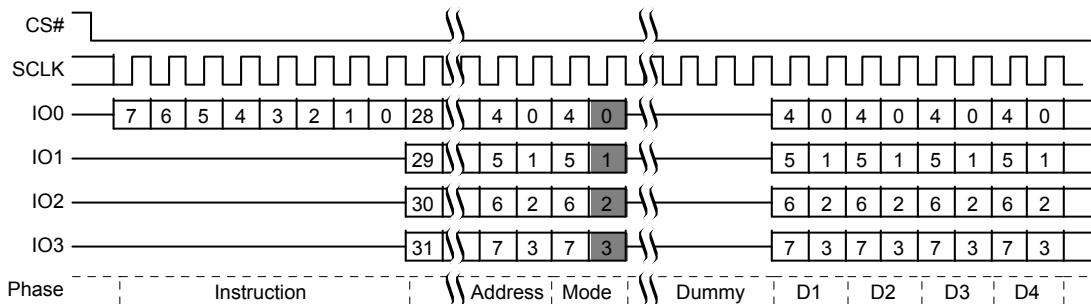 CS#
SCLK
IO0 7 6 5 4 3 2 1 0 28 4 0 4 0 4 0 4 0 4 0 4 0
IO1 29 5 1 5 1 5 1 5 1 5 1 5 1
IO2 30 6 2 6 2 6 2 6 2 6 2 6 2
IO3 31 7 3 7 3 7 3 7 3 7 3 7 3
Phase Instruction Address Mode Dummy D1 D2 D3 D4